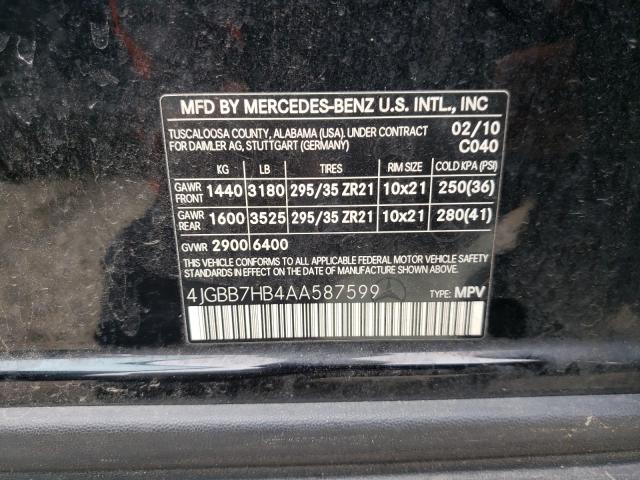 MFD BY MERCEDES-BENZ U.S. INTL., INC
TUSCALOOSA COUNTY, ALABAMA (USA). UNDER CONTRACT 02/10
FOR DAIMLER AG, STUTTGART (GERMANY) C040
KG LB TIRES RIM SIZE COLD KPA (PSI)
GAWR FRONT 1440 3180 295/35 ZR21 10x21 250(36)
GAWR REAR 1600 3525 295/35 ZR21 10x21 280(41)
GVWR 2900 6400
THIS VEHICLE CONFORMS TO ALL APPLICABLE FEDERAL MOTOR VEHICLE SAFETY
STANDARDS IN EFFECT ON THE DATE OF MANUFACTURE SHOWN ABOVE.
4JGBB7HB4AA587599 TYPE: MPV